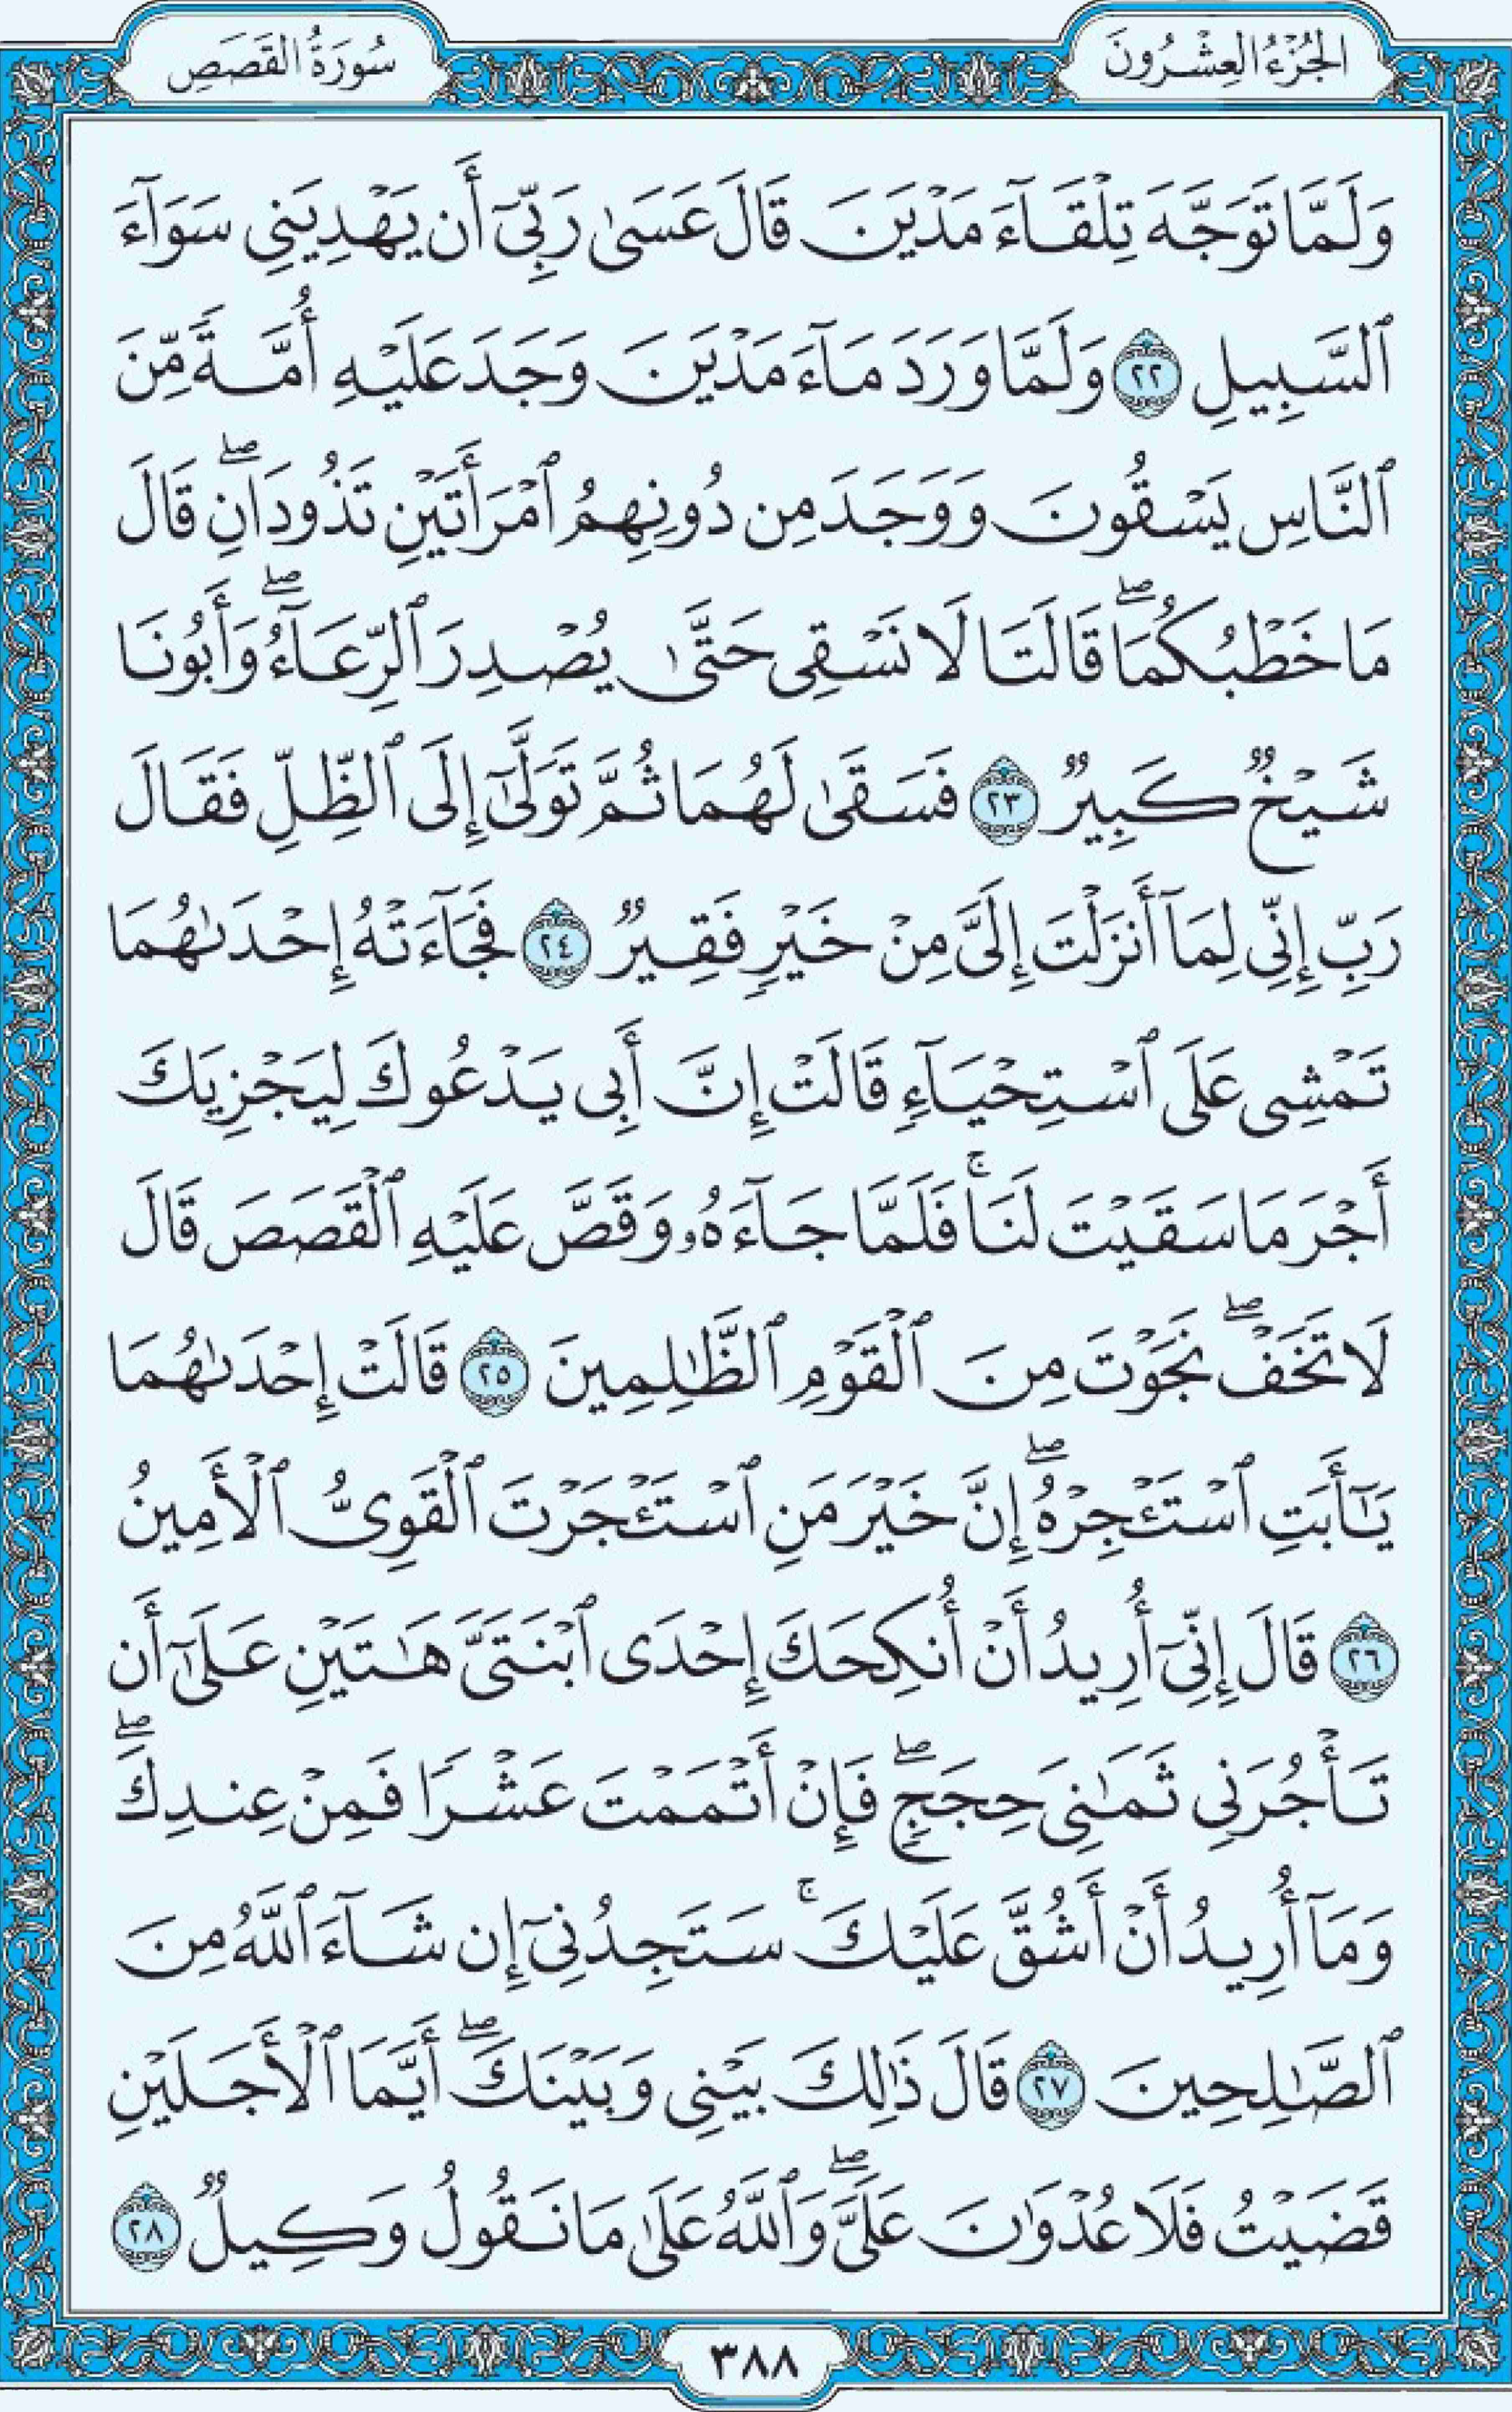 الجُزْءُ العِشْرُونَ
سُورَةُ القَصَصِ
وَلَمَّا تَوَجَّهَ تِلْقَآءَ مَدْيَنَ قَالَ عَسَىٰ رَبِّىٓ أَن يَهْدِيَنِى سَوَآءَ
ٱلسَّبِيلِ ٢٢ وَلَمَّا وَرَدَ مَآءَ مَدْيَنَ وَجَدَ عَلَيْهِ أُمَّةً مِّنَ
ٱلنَّاسِ يَسْقُونَ وَوَجَدَ مِن دُونِهِمُ ٱمْرَأَتَيْنِ تَذُودَانِ ۖ قَالَ
مَا خَطْبُكُمَا ۖ قَالَتَا لَا نَسْقِى حَتَّىٰ يُصْدِرَ ٱلرِّعَآءُ ۖ وَأَبُونَا
شَيْخٌ كَبِيرٌ ٢٣ فَسَقَىٰ لَهُمَا ثُمَّ تَوَلَّىٰٓ إِلَى ٱلظِّلِّ فَقَالَ
رَبِّ إِنِّى لِمَآ أَنزَلْتَ إِلَىَّ مِنْ خَيْرٍ فَقِيرٌ ٢٤ فَجَآءَتْهُ إِحْدَىٰهُمَا
تَمْشِى عَلَى ٱسْتِحْيَآءٍ قَالَتْ إِنَّ أَبِى يَدْعُوكَ لِيَجْزِيَكَ
أَجْرَ مَا سَقَيْتَ لَنَا ۚ فَلَمَّا جَآءَهُۥ وَقَصَّ عَلَيْهِ ٱلْقَصَصَ قَالَ
لَا تَخَفْ ۖ نَجَوْتَ مِنَ ٱلْقَوْمِ ٱلظَّٰلِمِينَ ٢٥ قَالَتْ إِحْدَىٰهُمَا
يَٰٓأَبَتِ ٱسْتَـْٔجِرْهُ ۖ إِنَّ خَيْرَ مَنِ ٱسْتَـْٔجَرْتَ ٱلْقَوِىُّ ٱلْأَمِينُ
٢٦ قَالَ إِنِّىٓ أُرِيدُ أَنْ أُنكِحَكَ إِحْدَى ٱبْنَتَىَّ هَٰتَيْنِ عَلَىٰٓ أَن
تَأْجُرَنِى ثَمَٰنِىَ حِجَجٍ ۖ فَإِنْ أَتْمَمْتَ عَشْرًا فَمِنْ عِندِكَ ۖ
وَمَآ أُرِيدُ أَنْ أَشُقَّ عَلَيْكَ ۚ سَتَجِدُنِىٓ إِن شَآءَ ٱللَّهُ مِنَ
ٱلصَّٰلِحِينَ ٢٧ قَالَ ذَٰلِكَ بَيْنِى وَبَيْنَكَ ۖ أَيَّمَا ٱلْأَجَلَيْنِ
قَضَيْتُ فَلَا عُدْوَٰنَ عَلَىَّ ۖ وَٱللَّهُ عَلَىٰ مَا نَقُولُ وَكِيلٌ ٢٨
٣٨٨